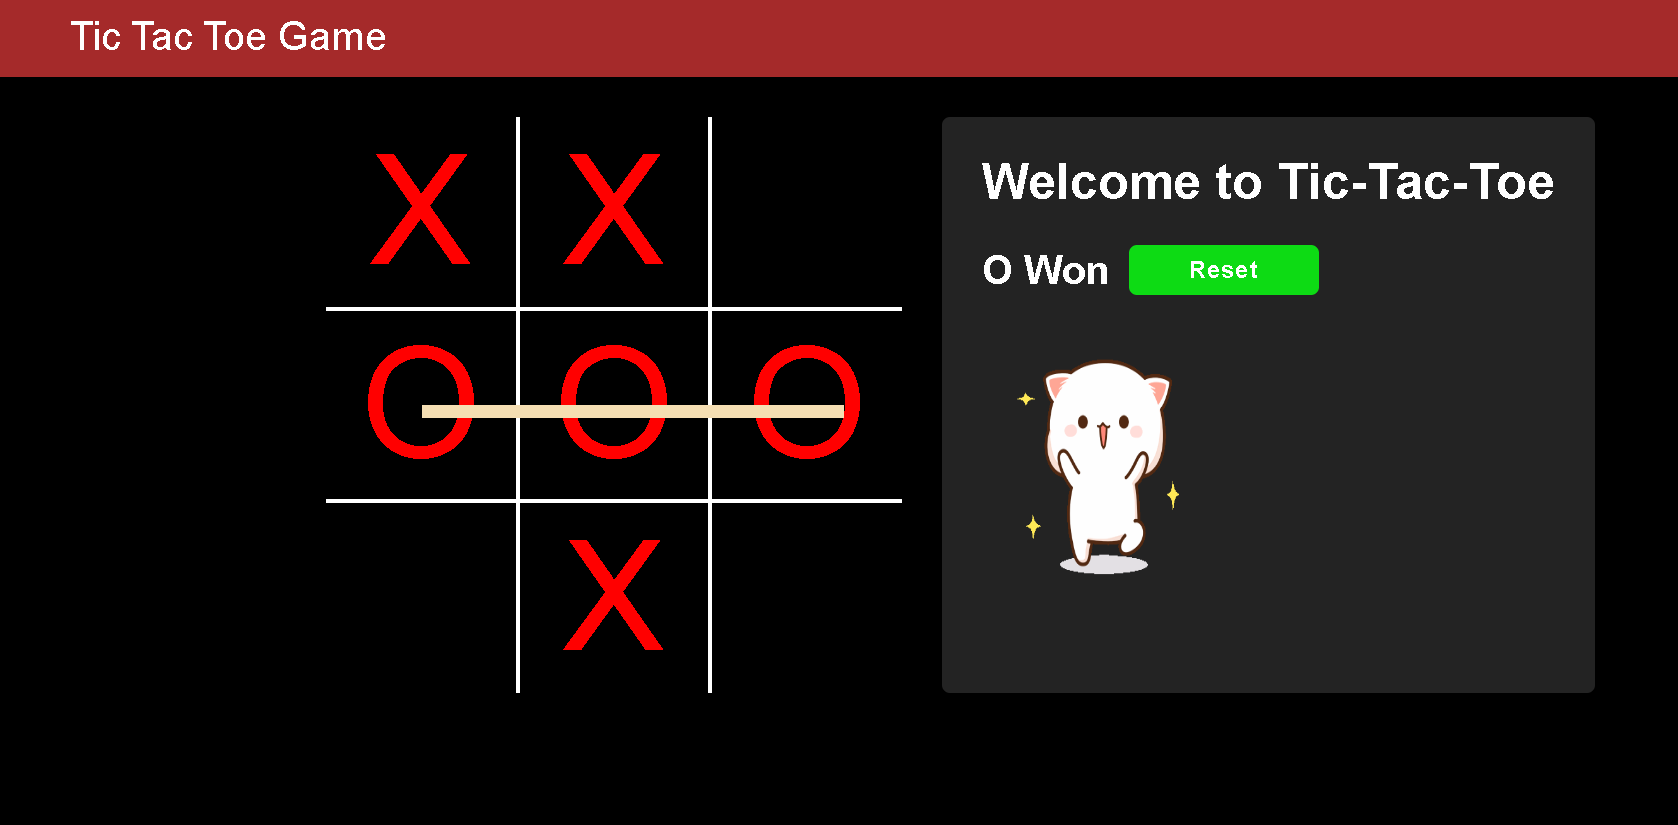 Tic Tac Toe Game
X X
O O O
X
Welcome to Tic-Tac-Toe
O Won Reset